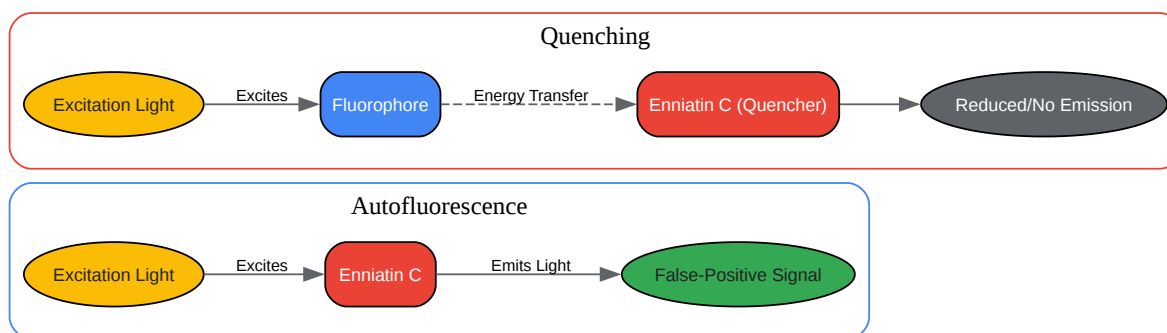 Quenching
Excitation Light
Excites
Fluorophore
Energy Transfer
Enniatin C (Quencher)
Reduced/No Emission
Autofluorescence
Excitation Light
Excites
Enniatin C
Emits Light
False-Positive Signal